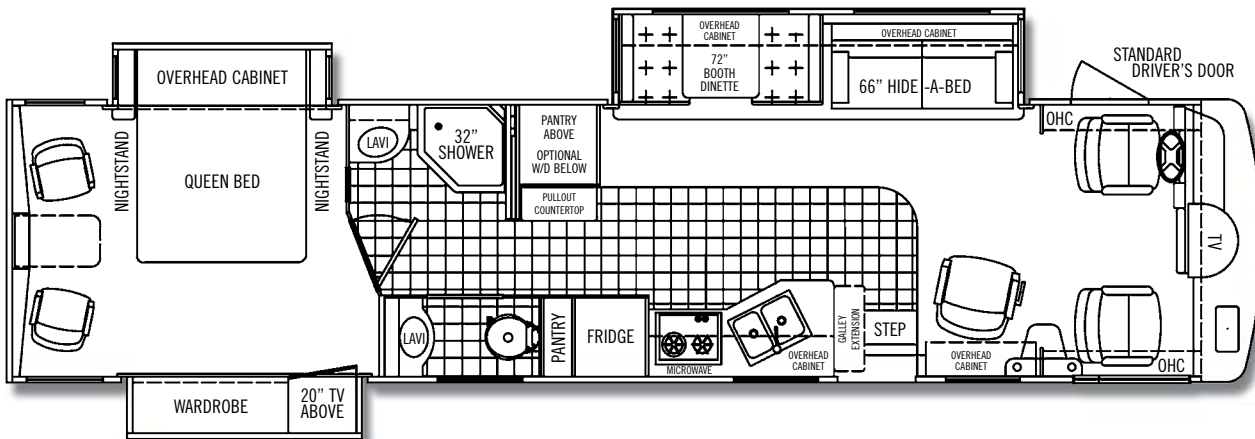 OVERHEAD CABINET
NIGHTSTAND
QUEEN BED
NIGHTSTAND
WARDROBE
20” TV
ABOVE
LAVI
32”
SHOWER
PANTRY
ABOVE
OPTIONAL
W/D BELOW
PULLOUT
COUNTERTOP
LAVI
PANTRY
FRIDGE
MICROWAVE
OVERHEAD
CABINET
GALLEY
EXTENSION
STEP
OVERHEAD
CABINET
72”
BOOTH
DINETTE
OVERHEAD CABINET
66” HIDE-A-BED
STANDARD
DRIVER’S DOOR
OHC
TV
OVERHEAD
CABINET
OHC